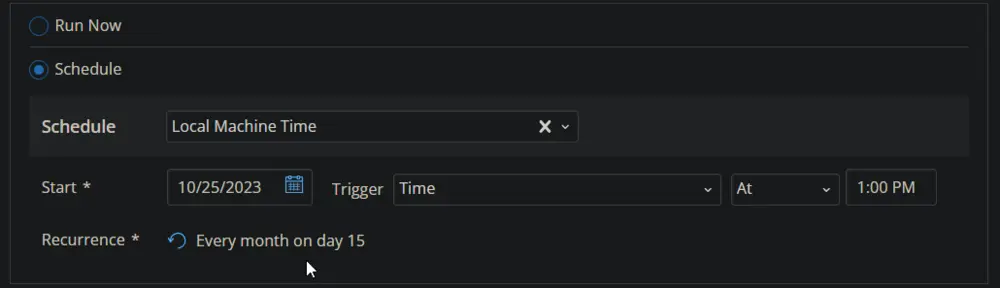 Run Now
Schedule
Schedule Local Machine Time
Start * 10/25/2023 Trigger Time At 1:00 PM
Recurrence * Every month on day 15